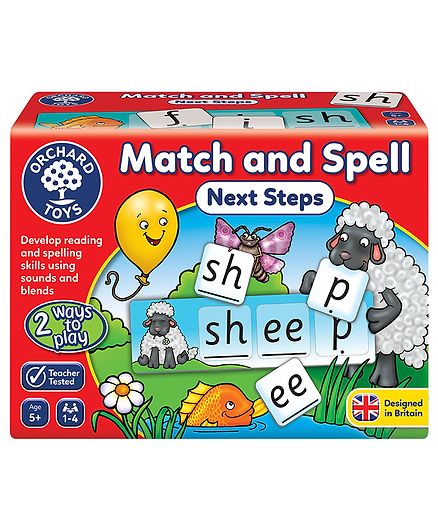 sh
f i sh
ORCHARD
TOYS
Match and Spell
Next Steps
Develop reading
and spelling
skills using
sounds and
blends
2 ways
to
play
sh
p
sh ee p
ee
Teacher
Tested
Age
5+
1-4
Designed
in Britain